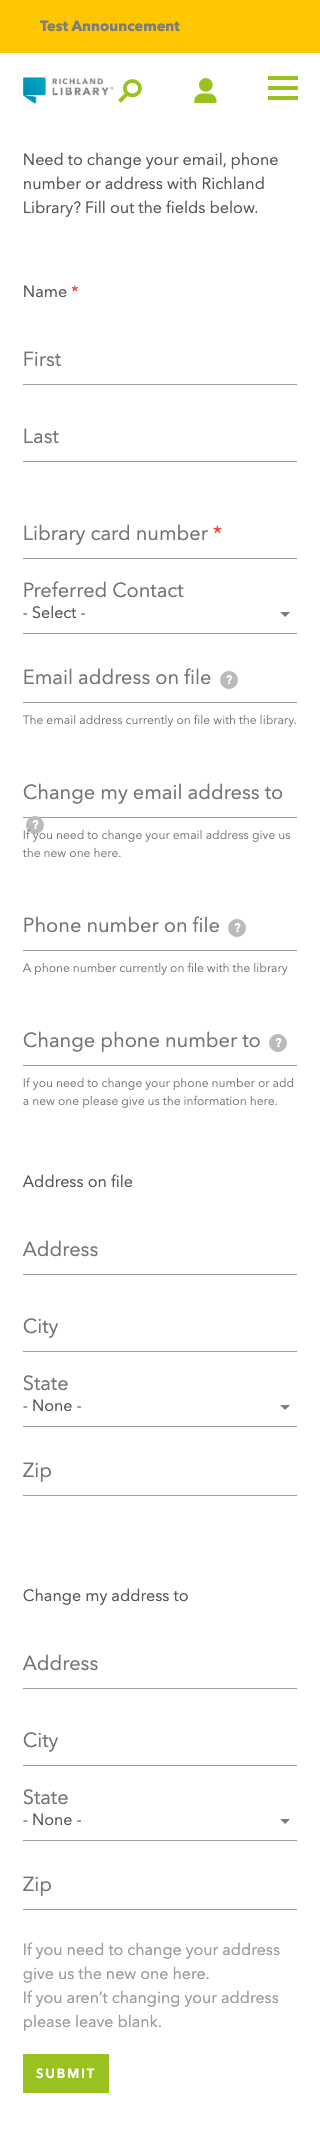 Test Announcement
RICHLAND
LIBRARY
Need to change your email, phone
number or address with Richland
Library? Fill out the fields below.
Name *
First
Last
Library card number *
Preferred Contact
- Select -
Email address on file ?
The email address currently on file with the library.
Change my email address to
?
If you need to change your email address give us
the new one here.
Phone number on file ?
A phone number currently on file with the library
Change phone number to ?
If you need to change your phone number or add
a new one please give us the information here.
Address on file
Address
City
State
- None -
Zip
Change my address to
Address
City
State
- None -
Zip
If you need to change your address
give us the new one here.
If you aren't changing your address
please leave blank.
SUBMIT